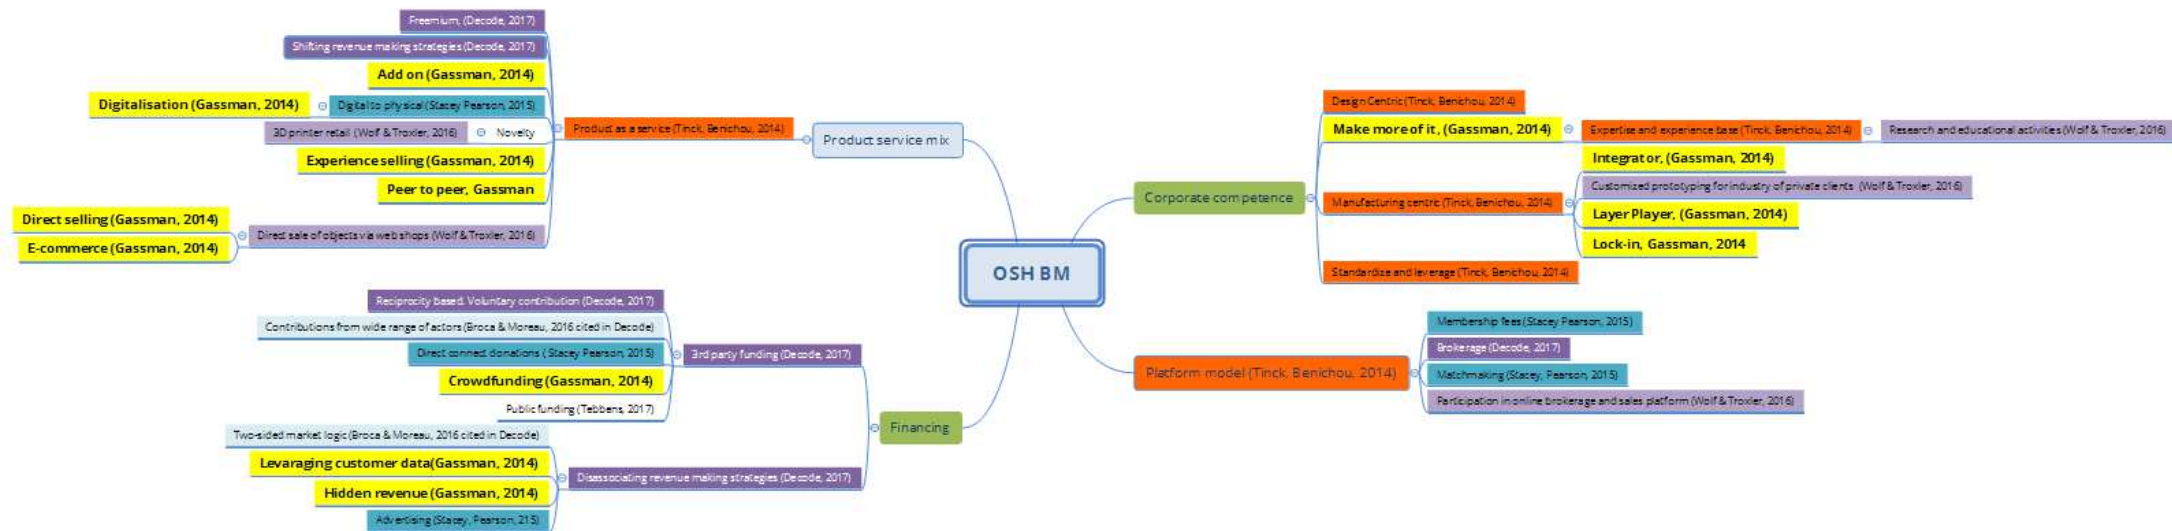 Freemium, (Decode, 2017)
Shifting revenue making strategies (Decode, 2017)
Add on (Gassman, 2014)
Digitalisation (Gassman, 2014)
Digital to physical (Stacey Pearson, 2015)
3D printer retail (Wolf & Troxler, 2016)
Novelty
Experience selling (Gassman, 2014)
Peer to peer, Gassman
Direct selling (Gassman, 2014)
E-commerce (Gassman, 2014)
Direct sale of objects via web shops (Wolf & Troxler, 2016)
Product as a service (Tinck, Benichou, 2014)
Product service mix
Reciprocity based. Voluntary contribution (Decode, 2017)
Contributions from wide range of actors (Broca & Moreau, 2016 cited in Decode)
Direct connect donations ( Stacey Pearson, 2015)
Crowdfunding (Gassman, 2014)
Public funding (Tebbens, 2017)
3rd party funding (Decode, 2017)
Two-sided market logic (Broca & Moreau, 2016 cited in Decode)
Levaraging customer data(Gassman, 2014)
Hidden revenue (Gassman, 2014)
Advertising (Stacey, Pearson, 215)
Disassociating revenue making strategies (Decode, 2017)
Financing
OSH BM
Corporate competence
Design Centric (Tinck, Benichou, 2014)
Make more of it, (Gassman, 2014)
Expertise and experience base (Tinck, Benichou, 2014)
Research and educational activities (Wolf & Troxler, 2016)
Manufacturing centric (Tinck, Benichou, 2014)
Integrator, (Gassman, 2014)
Customized prototyping for industry of private clients (Wolf & Troxler, 2016)
Layer Player, (Gassman, 2014)
Lock-in, Gassman, 2014
Standardize and leverage (Tinck, Benichou, 2014)
Platform model (Tinck, Benichou, 2014)
Membership fees (Stacey Pearson, 2015)
Brokerage (Decode, 2017)
Matchmaking (Stacey, Pearson, 2015)
Participation in online brokerage and sales platform (Wolf & Troxler, 2016)